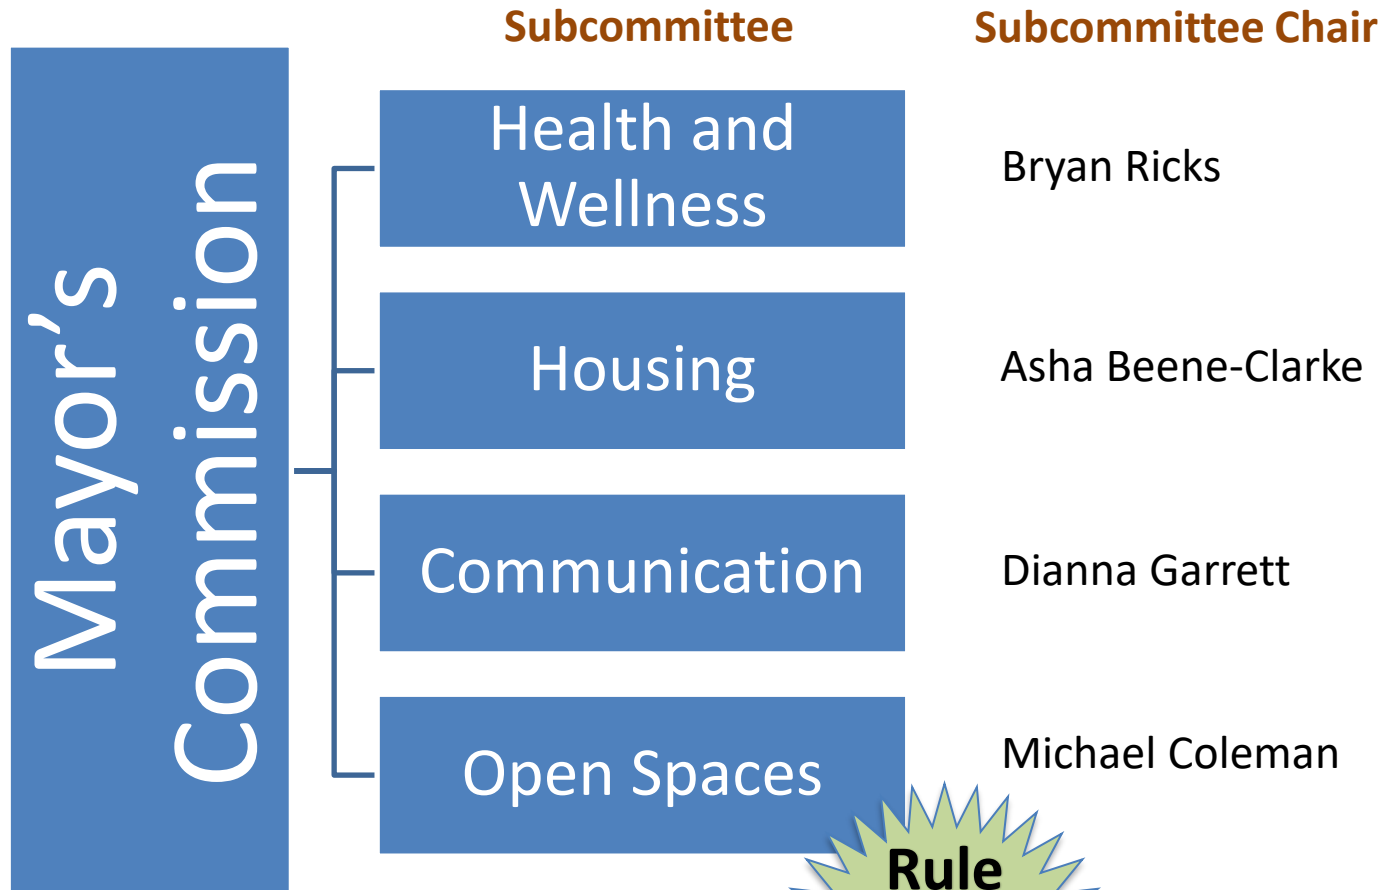 Subcommittee
Subcommittee Chair
Mayor’s
Commission
Health and
Wellness
Bryan Ricks
Housing
Asha Beene-Clarke
Communication
Dianna Garrett
Open Spaces
Michael Coleman
Rule